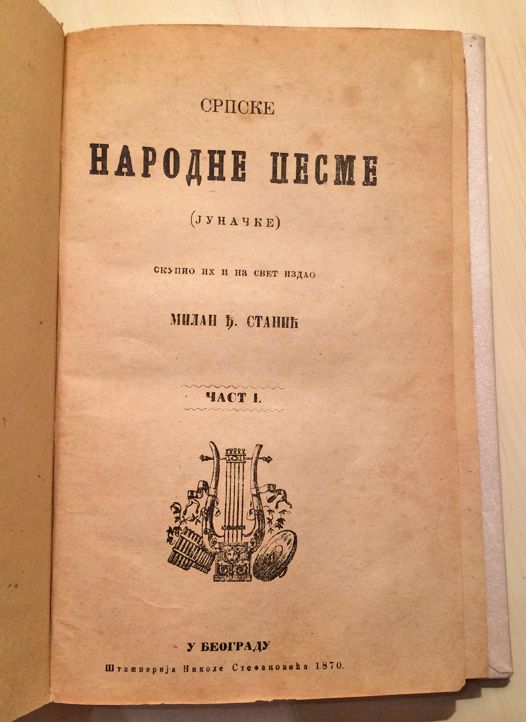 СРПСКЕ
НАРОДНЕ ПЕСМЕ
(ЈУНАЧКЕ)
СКУПИО ИХ И НА СВЕТ ИЗДАО
МИЛАН Ђ. СТАНИЋ
ЧАСТ I.
У БЕОГРАДУ
Штампарија Николе Стефановића 1870.